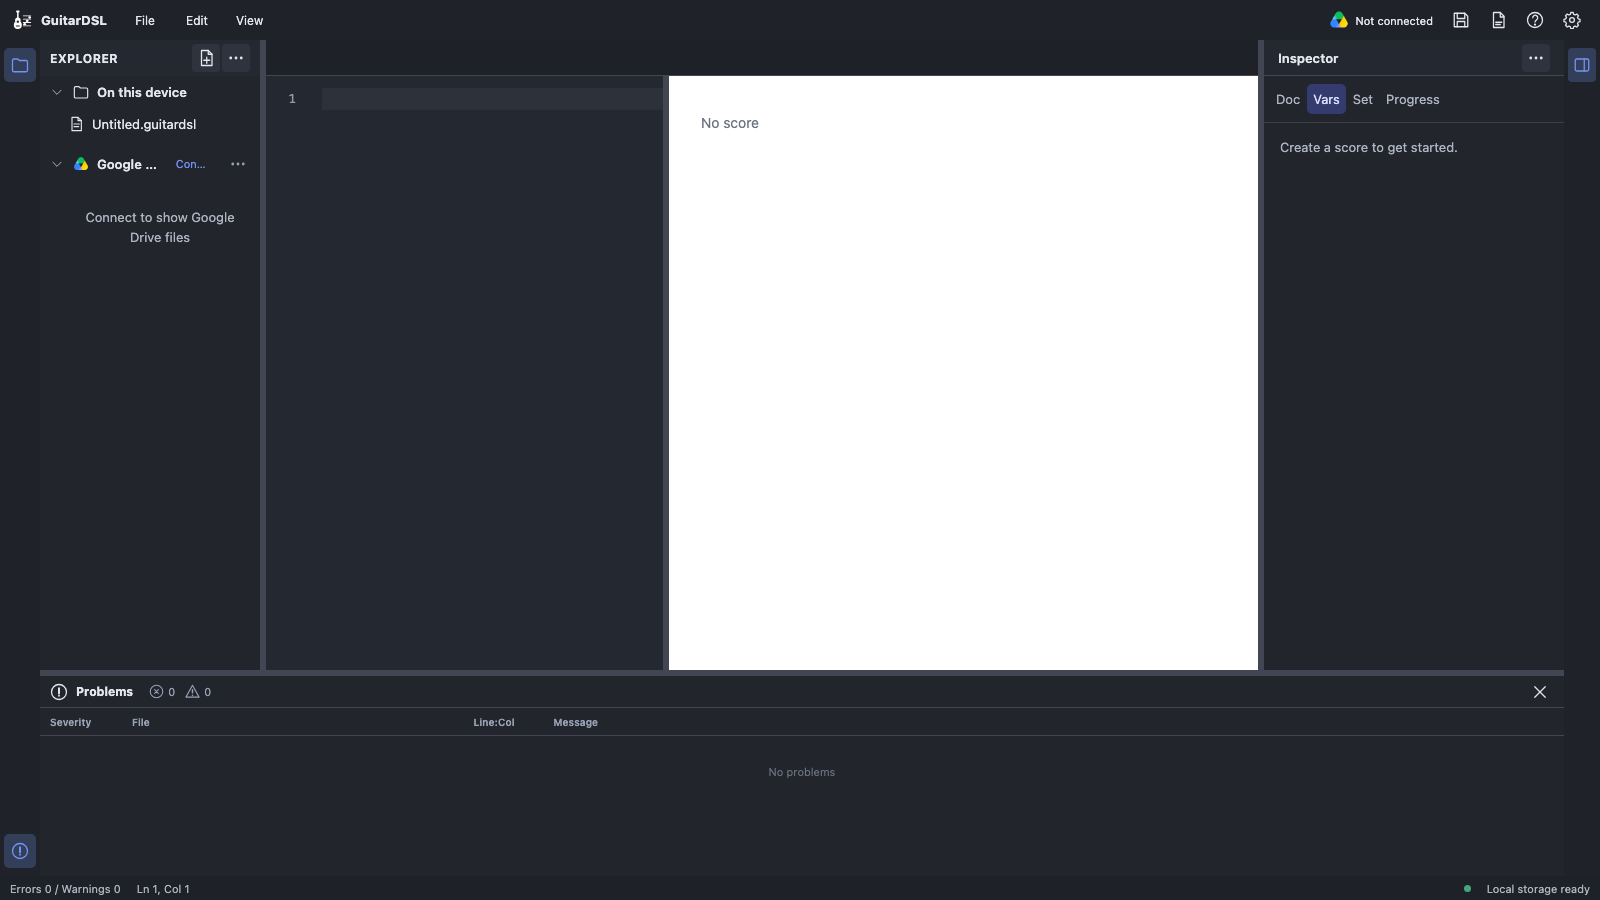 GuitarDSL File Edit View Not connected
EXPLORER
On this device
Untitled.guitardsl
Google ... Con...
Connect to show Google
Drive files
1
No score
Inspector
Doc Vars Set Progress
Create a score to get started.
Problems 0 0
Severity File Line:Col Message
No problems
Errors 0 / Warnings 0 Ln 1, Col 1 Local storage ready